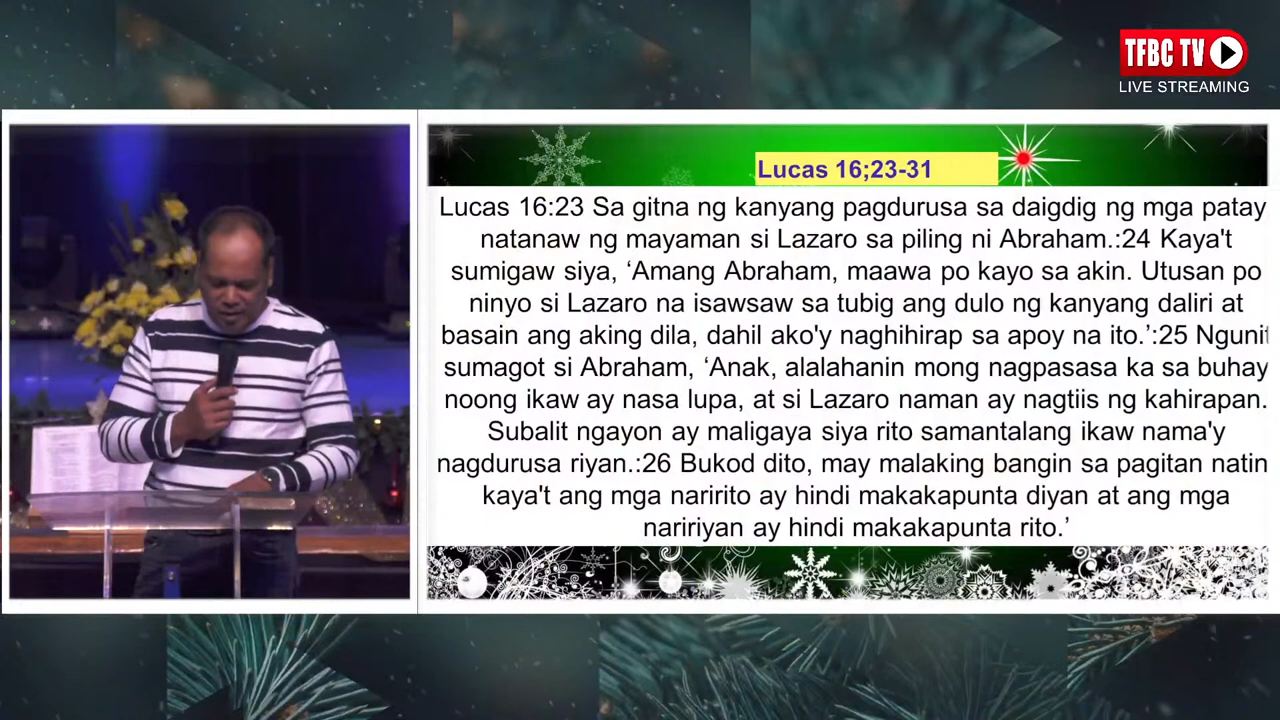 TFBC TV
LIVE STREAMING
Lucas 16;23-31
Lucas 16:23 Sa gitna ng kanyang pagdurusa sa daigdig ng mga patay
natanaw ng mayaman si Lazaro sa piling ni Abraham.:24 Kaya't
sumigaw siya, ‘Amang Abraham, maawa po kayo sa akin. Utusan po
ninyo si Lazaro na isawsaw sa tubig ang dulo ng kanyang daliri at
basain ang aking dila, dahil ako'y naghihirap sa apoy na ito.’:25 Ngunit
sumagot si Abraham, ‘Anak, alalahanin mong nagpasasa ka sa buhay
noong ikaw ay nasa lupa, at si Lazaro naman ay nagtiis ng kahirapan.
Subalit ngayon ay maligaya siya rito samantalang ikaw nama'y
nagdurusa riyan.:26 Bukod dito, may malaking bangin sa pagitan natin
kaya't ang mga naririto ay hindi makakapunta diyan at ang mga
naririyan ay hindi makakapunta rito.’